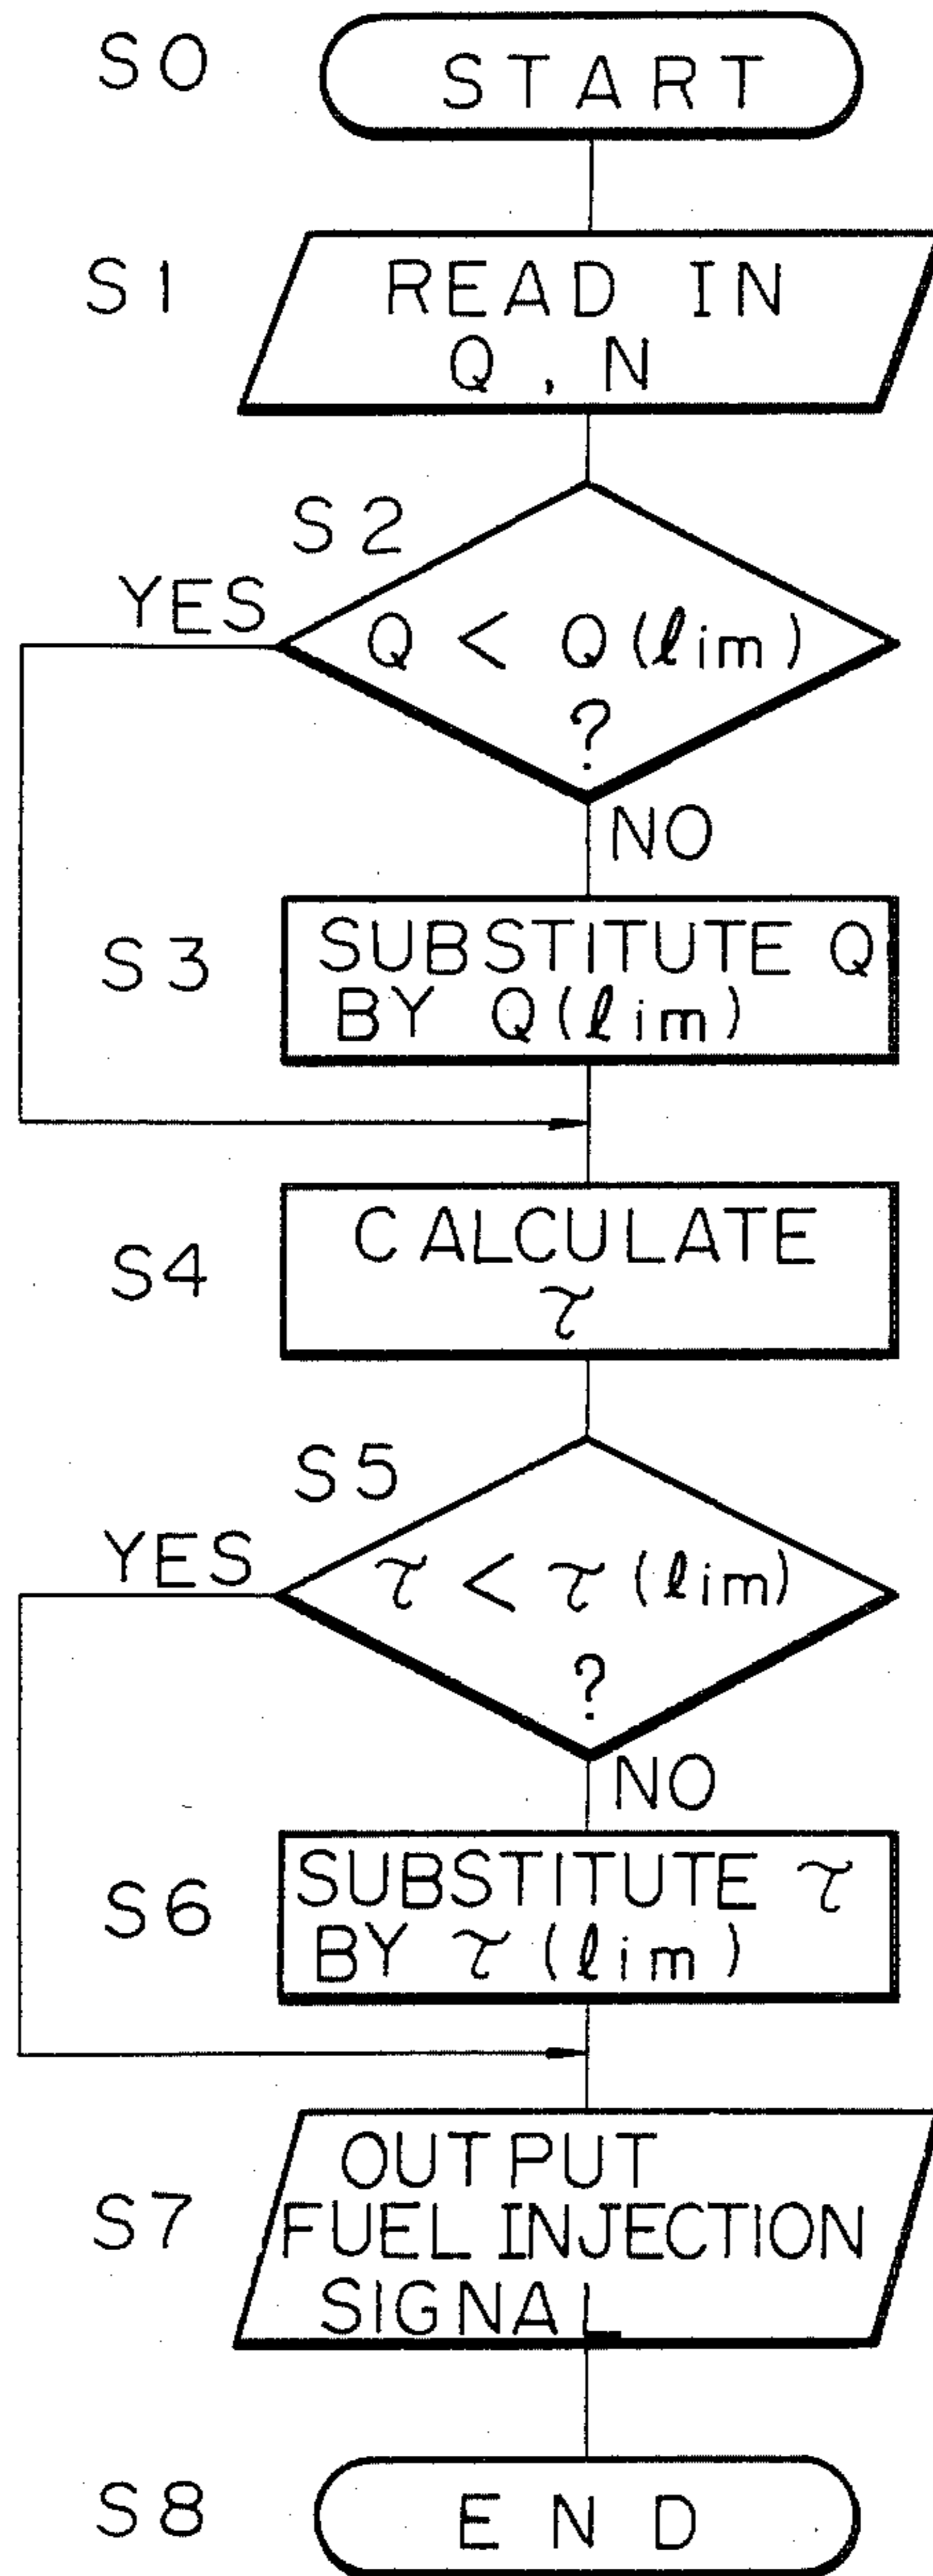 S0 START
S1 READ IN
Q , N
S2
YES
Q < Q(lim)
?
NO
S3 SUBSTITUTE Q
BY Q(lim)
S4 CALCULATE
τ
S5
YES
τ < τ(lim)
?
NO
S6 SUBSTITUTE τ
BY τ(lim)
S7 OUTPUT
FUEL INJECTION
SIGNAL
S8 END